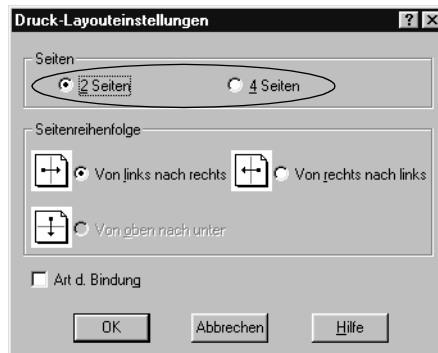 Druck-Layouteinstellungen
Seiten
2 Seiten 4 Seiten
Seitenreihenfolge
Von links nach rechts Von rechts nach links
Von oben nach unter
Art d. Bindung
OK Abbrechen Hilfe